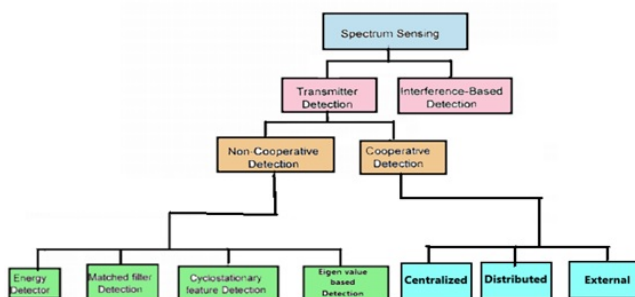 Spectrum Sensing
Transmitter
Detection
Interference-Based
Detection
Non-Cooperative
Detection
Cooperative
Detection
Energy
Detector
Matched filter
Detection
Cyclostationary
feature Detection
Eigen value
based
Detection
Centralized
Distributed
External